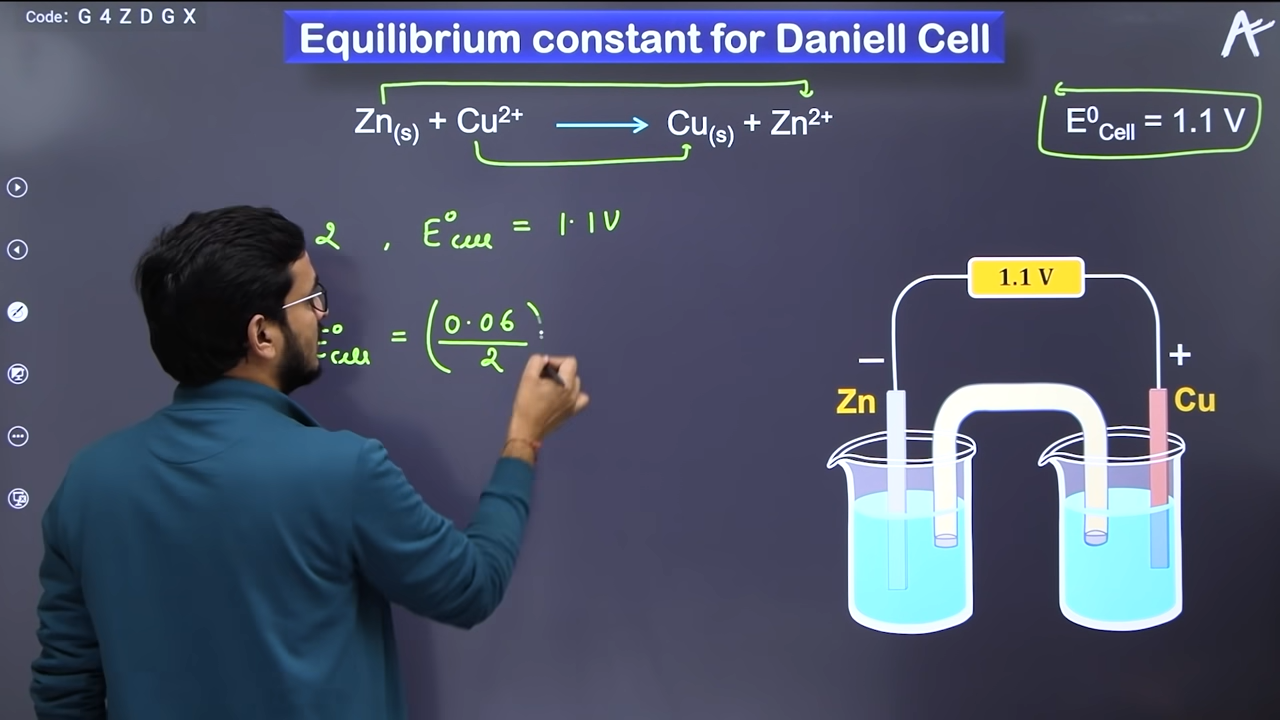 Code: G 4 Z D G X
Equilibrium constant for Daniell Cell
Zn(s) + Cu²⁺ ⟶ Cu(s) + Zn²⁺
E⁰Cell = 1.1 V
2 , E°cell = 1.1 V
E°cell = (0.06/2)
1.1 V
– +
Zn Cu